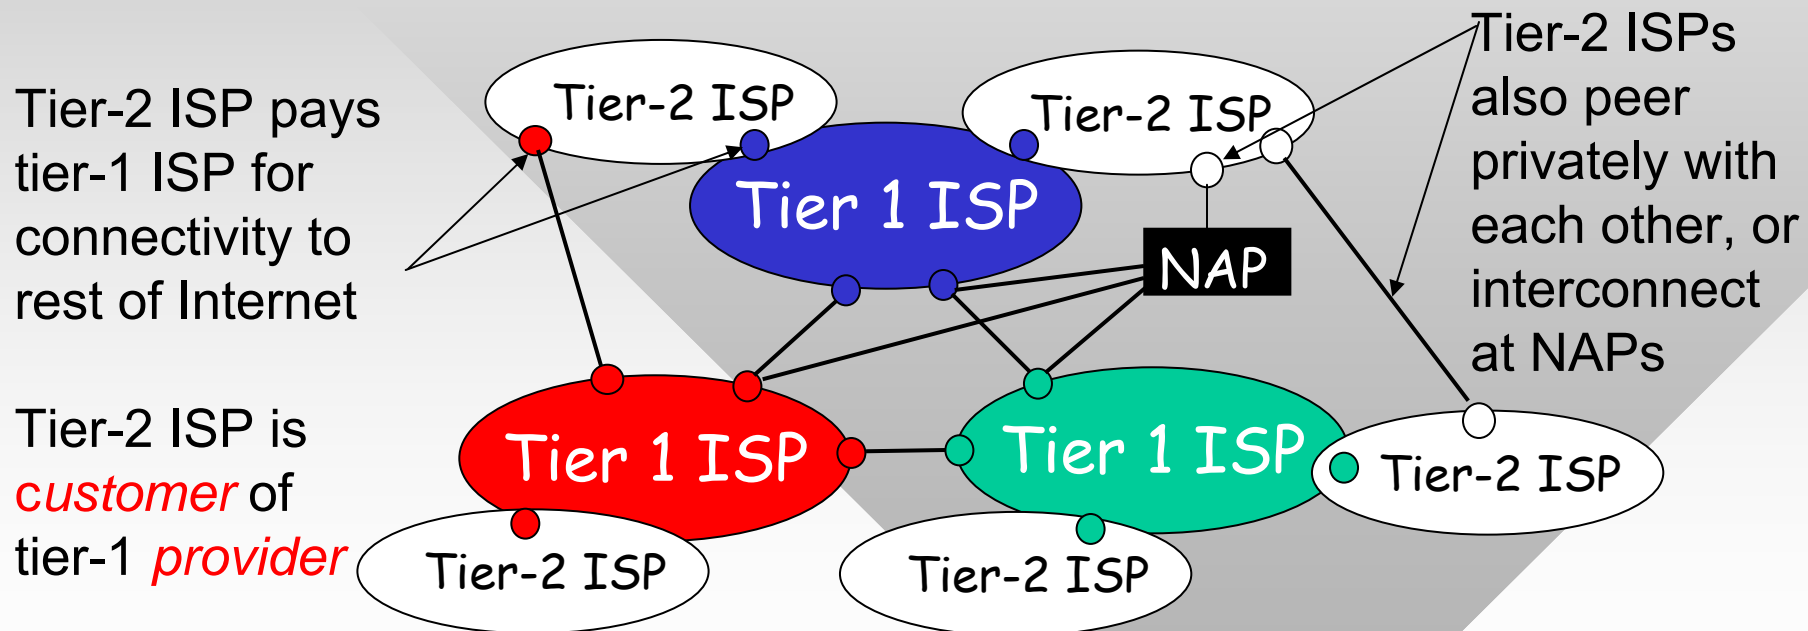 Tier-2 ISP pays
tier-1 ISP for
connectivity to
rest of Internet
Tier-2 ISP is
customer of
tier-1 provider
Tier-2 ISP
Tier-2 ISP
Tier 1 ISP
NAP
Tier 1 ISP
Tier 1 ISP
Tier-2 ISP
Tier-2 ISP
Tier-2 ISP
Tier-2 ISPs
also peer
privately with
each other, or
interconnect
at NAPs